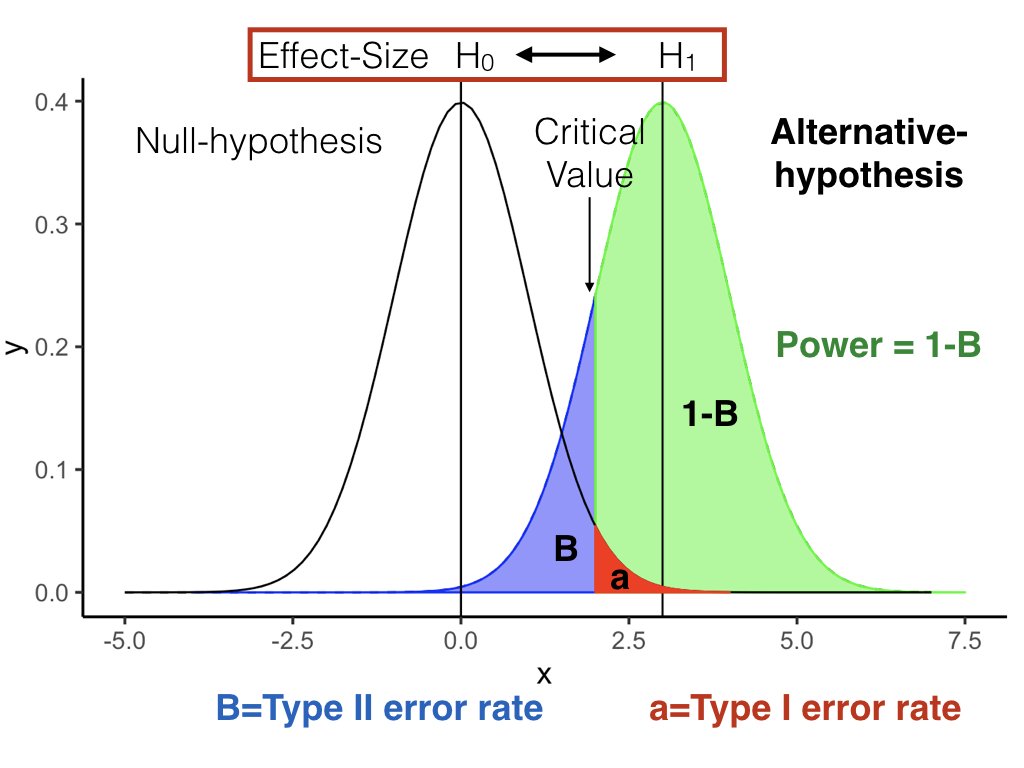 Effect-Size H₀ H₁
0.4
Null-hypothesis
Critical
Value
Alternative-
hypothesis
0.3
y
0.2
Power = 1-B
1-B
0.1
B
a
0.0
-5.0 -2.5 0.0 2.5 5.0 7.5
x
B=Type II error rate
a=Type I error rate